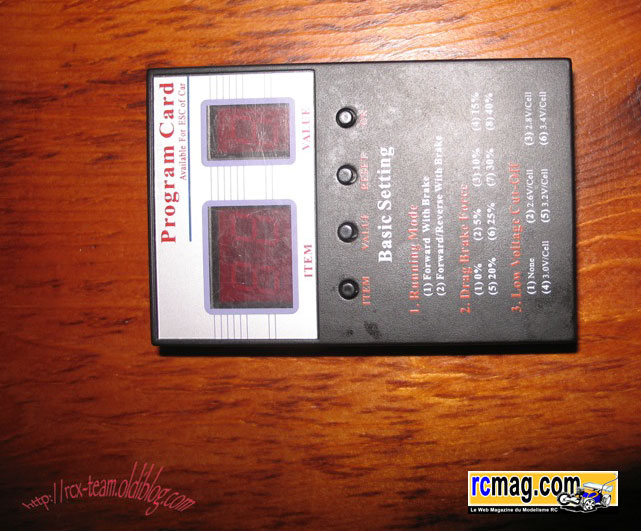 Program Card
Available For ESC of Car
ITEM VALUE
ITEM VALUE RESET OK
Basic Setting
1. Running Mode
(1) Forward With Brake
(2) Forward/Reverse With Brake
2. Drag Brake Force
(1) 0% (2) 5% (3) 10% (4) 15%
(5) 20% (6) 25% (7) 30% (8) 40%
3. Low Voltage Cut-Off
(1) None (2) 2.6V/Cell (3) 2.8V/Cell
(4) 3.0V/Cell (5) 3.2V/Cell (6) 3.4V/Cell
http://rcx-team.oldiblog.com
rcmag.com
Le Web Magazine du Modelisme RC